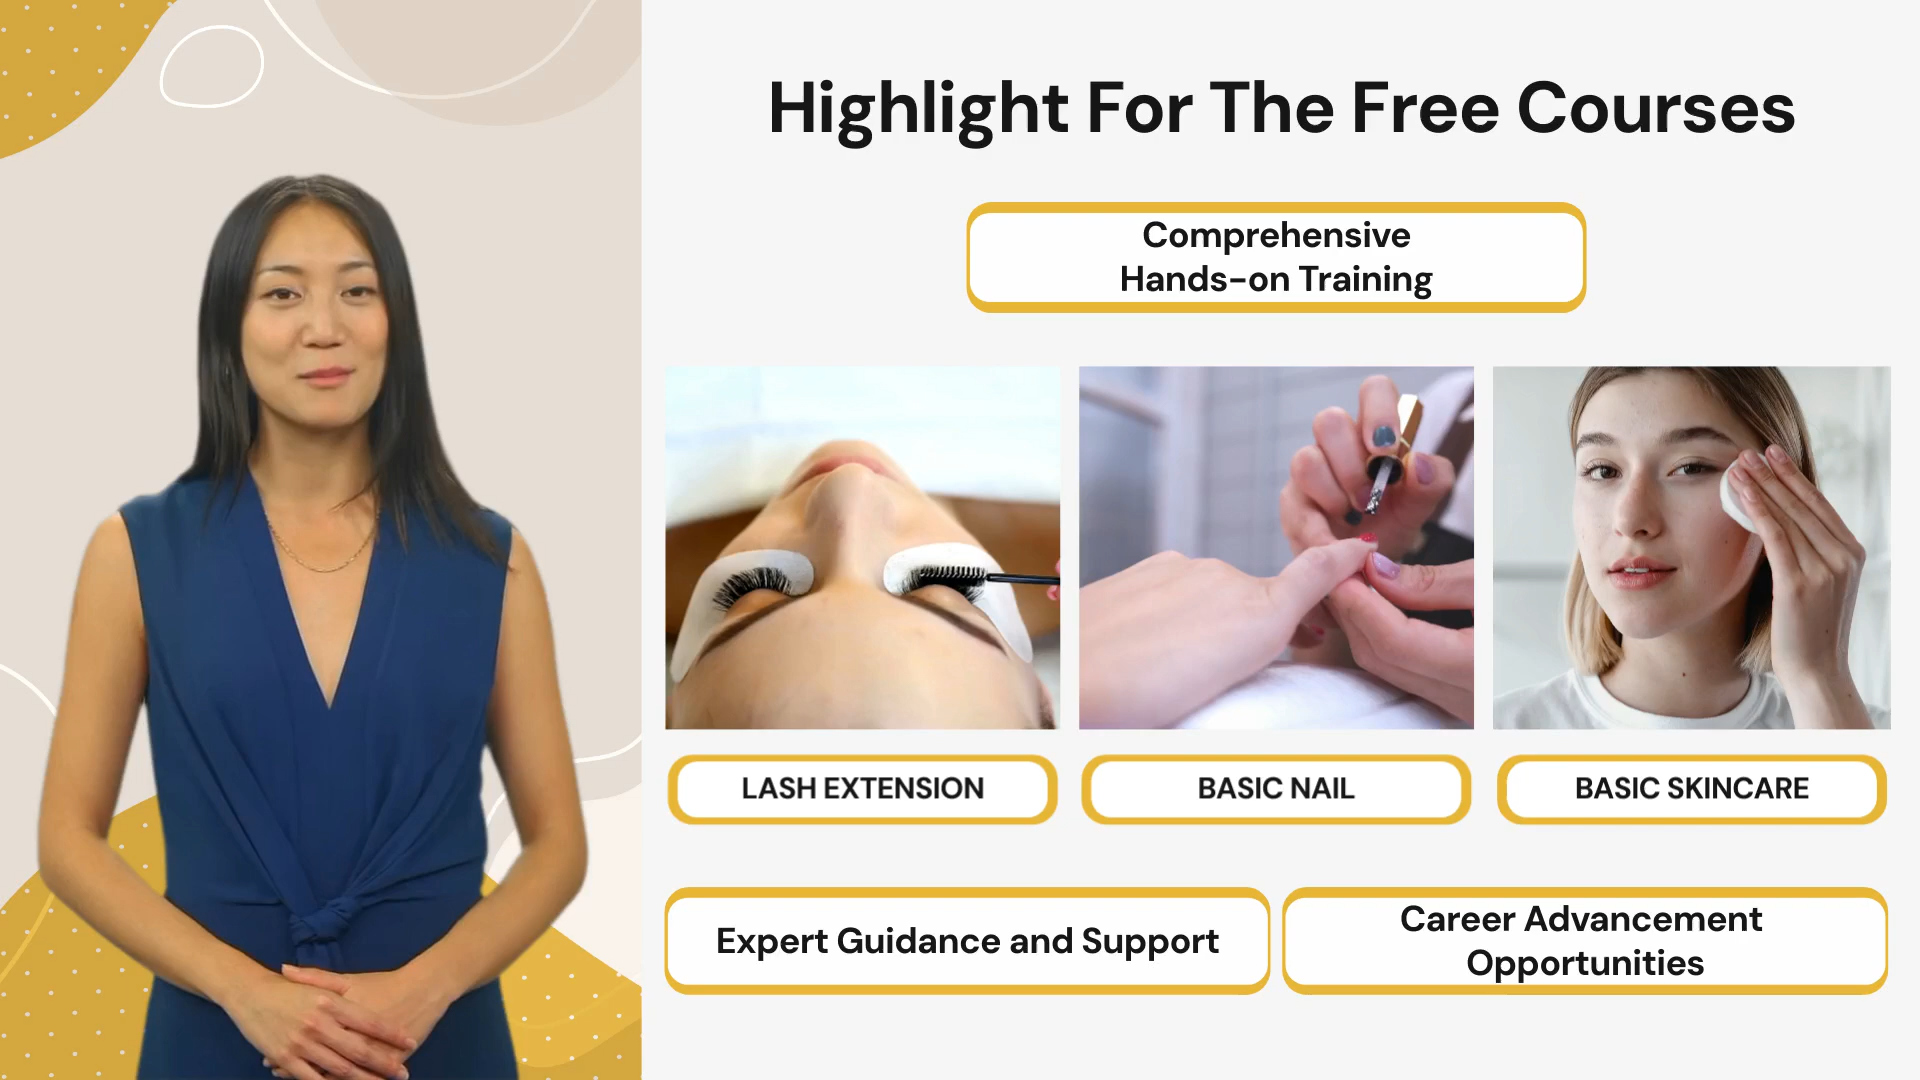 Highlight For The Free Courses
Comprehensive
Hands-on Training
LASH EXTENSION
BASIC NAIL
BASIC SKINCARE
Expert Guidance and Support
Career Advancement
Opportunities